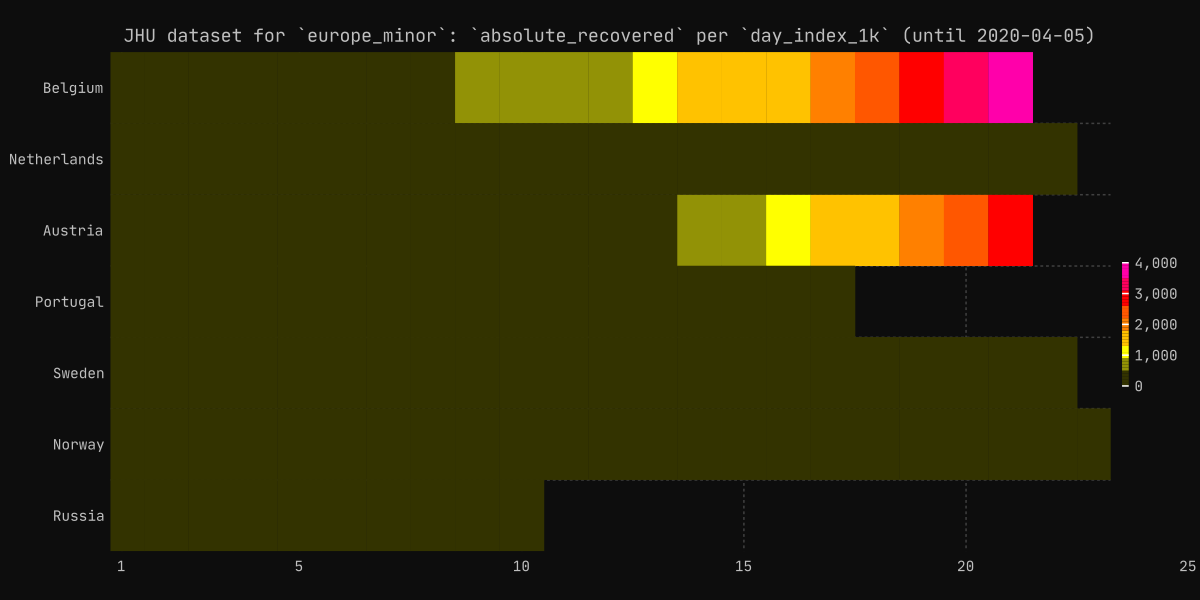 JHU dataset for `europe_minor`: `absolute_recovered` per `day_index_1k` (until 2020-04-05)
Belgium
Netherlands
Austria
Portugal
Sweden
Norway
Russia
4,000
3,000
2,000
1,000
0
1 5 10 15 20 25